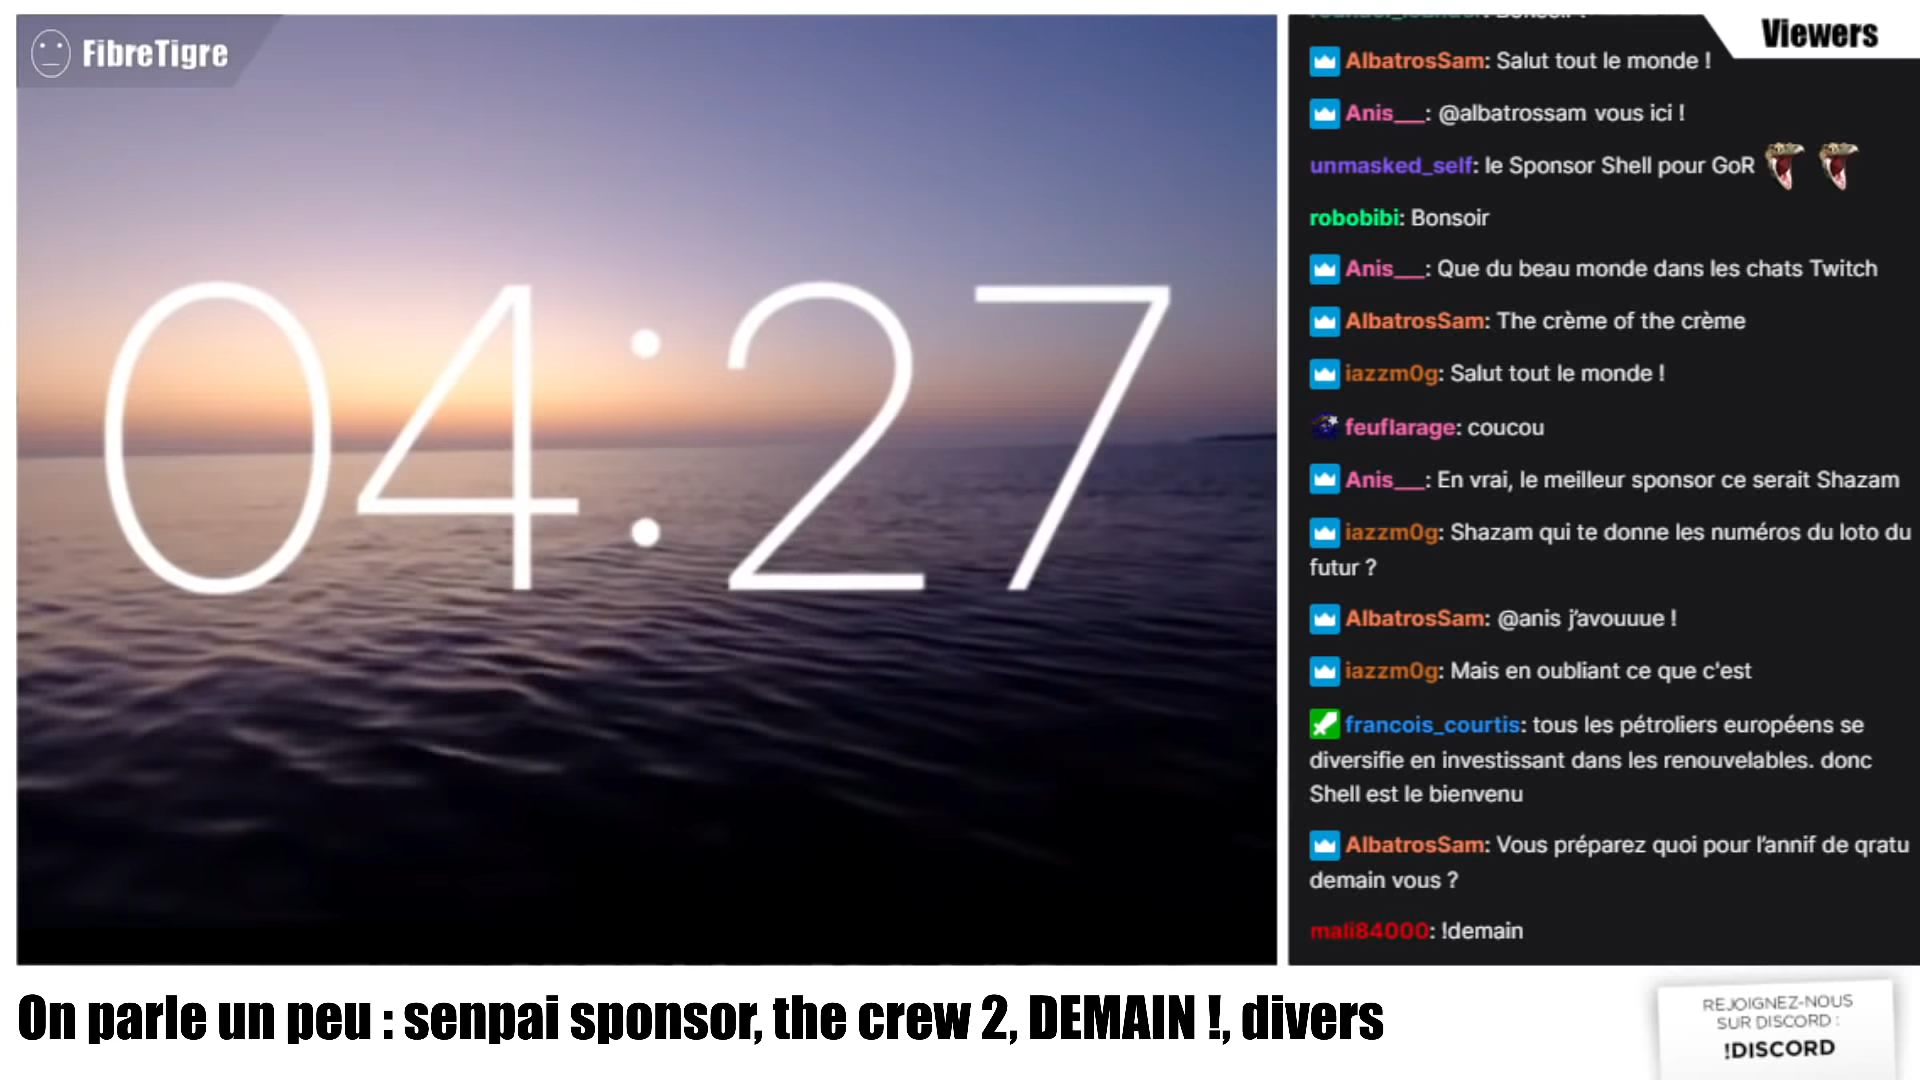 FibreTigre
04:27
Viewers
AlbatrosSam: Salut tout le monde !
Anis___: @albatrossam vous ici !
unmasked_self: le Sponsor Shell pour GoR
robobibi: Bonsoir
Anis___: Que du beau monde dans les chats Twitch
AlbatrosSam: The crème of the crème
iazzm0g: Salut tout le monde !
feuflarage: coucou
Anis___: En vrai, le meilleur sponsor ce serait Shazam
iazzm0g: Shazam qui te donne les numéros du loto du
futur ?
AlbatrosSam: @anis j'avouuue !
iazzm0g: Mais en oubliant ce que c'est
francois_courtis: tous les pétroliers européens se
diversifie en investissant dans les renouvelables. donc
Shell est le bienvenu
AlbatrosSam: Vous préparez quoi pour l'annif de qratu
demain vous ?
mali84000: !demain
On parle un peu : senpai sponsor, the crew 2, DEMAIN !, divers
REJOIGNEZ-NOUS
SUR DISCORD :
!DISCORD